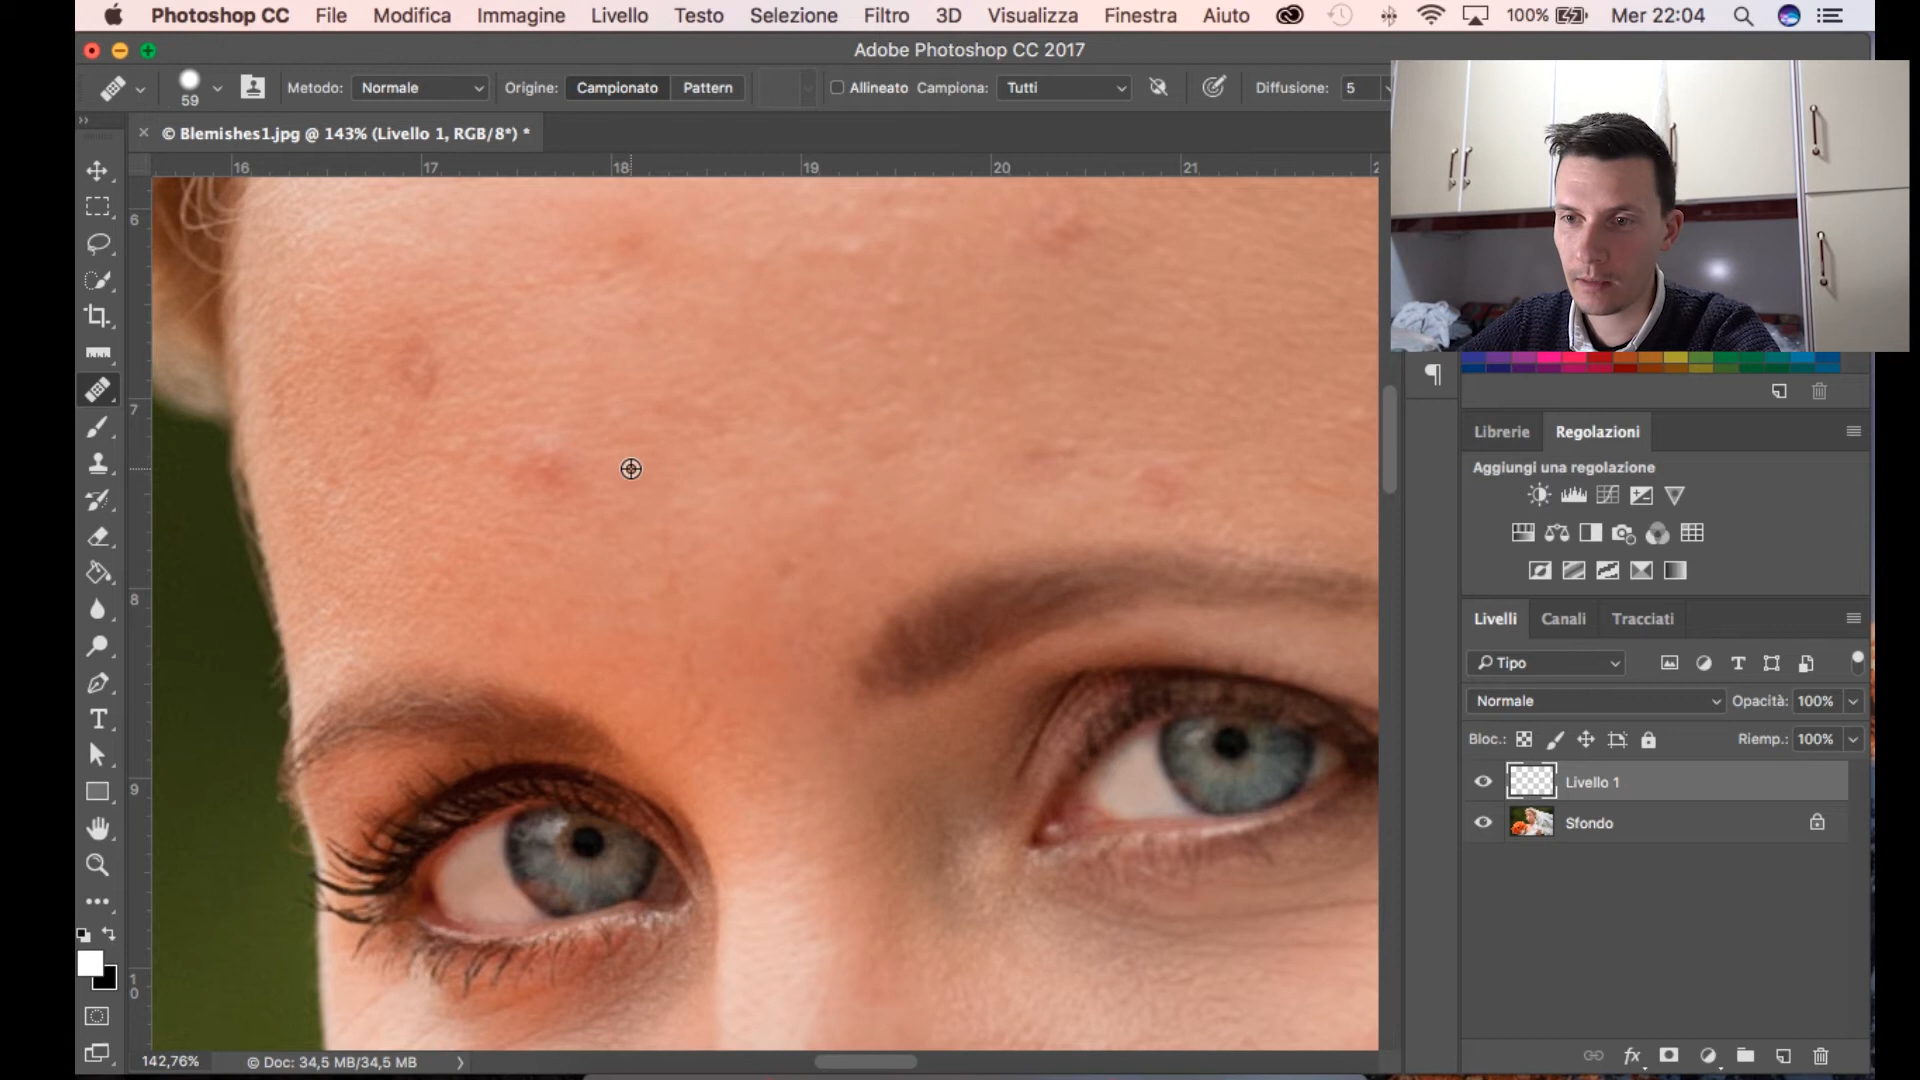 Photoshop CC File Modifica Immagine Livello Testo Selezione Filtro 3D Visualizza Finestra Aiuto 100% Mer 22:04
Adobe Photoshop CC 2017
59 Metodo: Normale Origine: Campionato Pattern Allineato Campiona: Tutti Diffusione: 5
× © Blemishes1.jpg @ 143% (Livello 1, RGB/8*) *
16 17 18 19 20 21 2
6
7
8
9
1
0
Librerie Regolazioni
Aggiungi una regolazione
Livelli Canali Tracciati
Tipo
Normale Opacità: 100%
Bloc.: Riemp.: 100%
Livello 1
Sfondo
fx
142,76% © Doc: 34,5 MB/34,5 MB